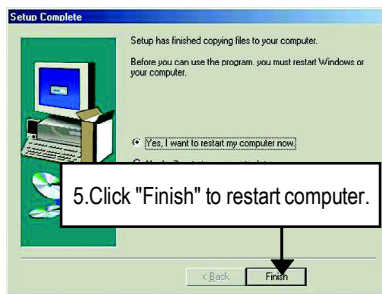 Setup Complete
Setup has finished copying files to your computer.
Before you can use the program, you must restart Windows or
your computer.
Yes, I want to restart my computer now.
5.Click "Finish" to restart computer.
< Back
Finish